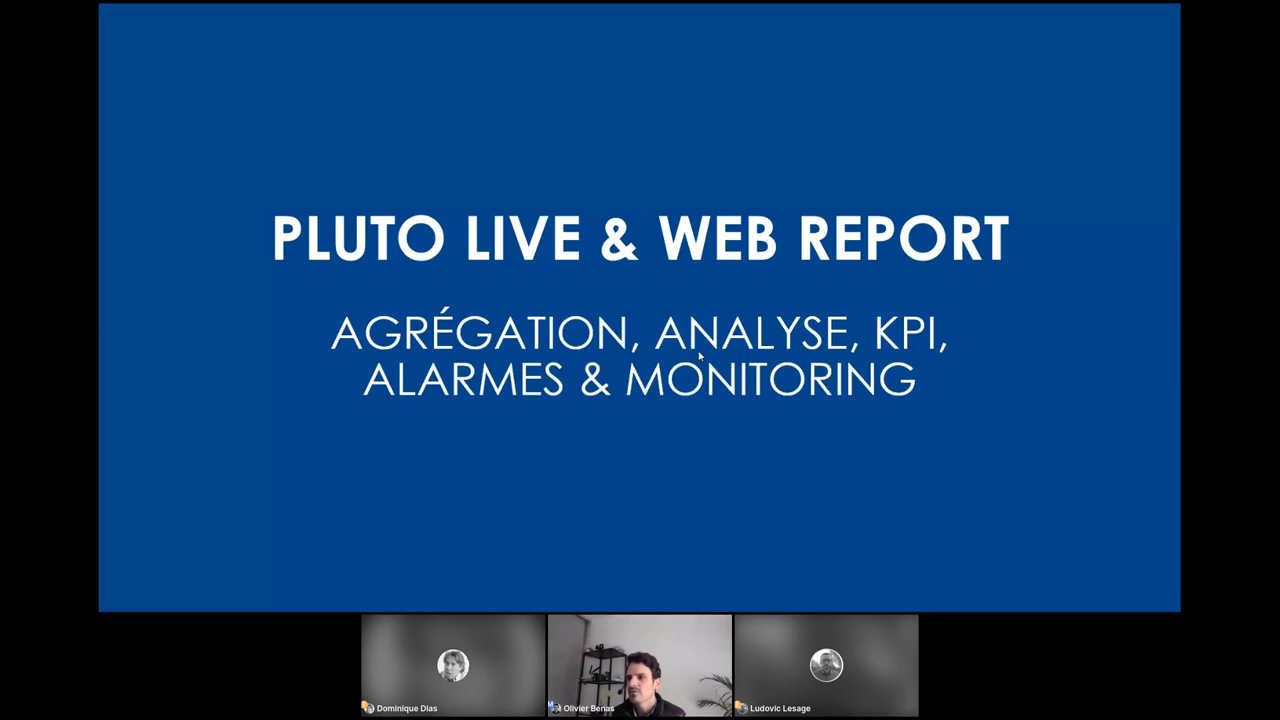 PLUTO LIVE & WEB REPORT
AGRÉGATION, ANALYSE, KPI,
ALARMES & MONITORING
Dominique Dias
Olivier Benas
Ludovic Lesage